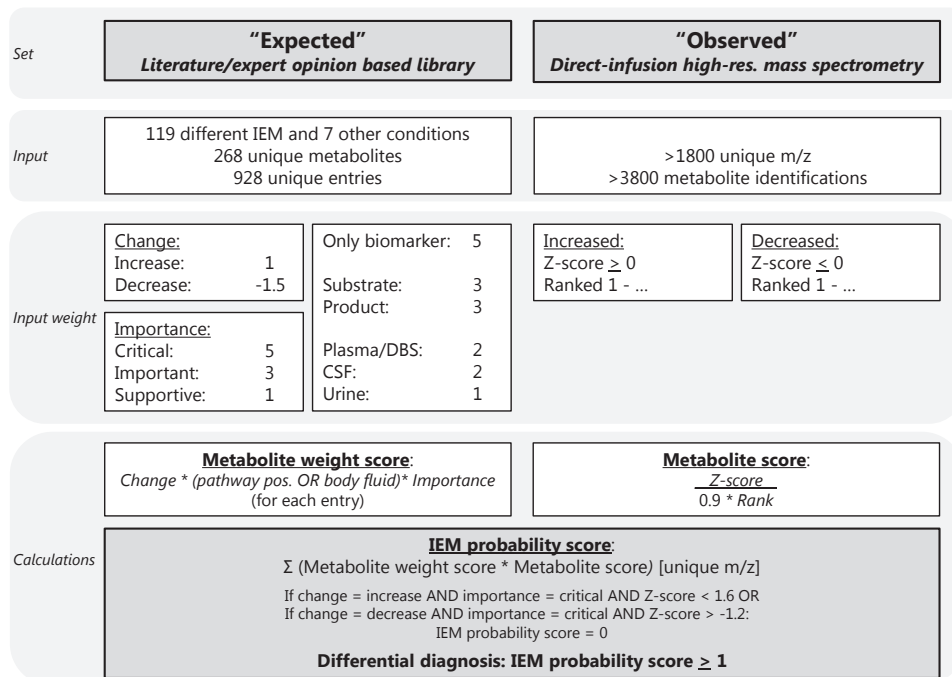 Set
“Expected”
Literature/expert opinion based library
“Observed”
Direct-infusion high-res. mass spectrometry
Input
119 different IEM and 7 other conditions
268 unique metabolites
928 unique entries
>1800 unique m/z
>3800 metabolite identifications
Input weight
Change:
Increase: 1
Decrease: -1.5
Importance:
Critical: 5
Important: 3
Supportive: 1
Only biomarker: 5
Substrate: 3
Product: 3
Plasma/DBS: 2
CSF: 2
Urine: 1
Increased:
Z-score ≥ 0
Ranked 1 - ...
Decreased:
Z-score ≤ 0
Ranked 1 - ...
Calculations
Metabolite weight score:
Change * (pathway pos. OR body fluid)* Importance
(for each entry)
Metabolite score:
Z-score
0.9 * Rank
IEM probability score:
Σ (Metabolite weight score * Metabolite score) [unique m/z]
If change = increase AND importance = critical AND Z-score < 1.6 OR
If change = decrease AND importance = critical AND Z-score > -1.2:
IEM probability score = 0
Differential diagnosis: IEM probability score ≥ 1